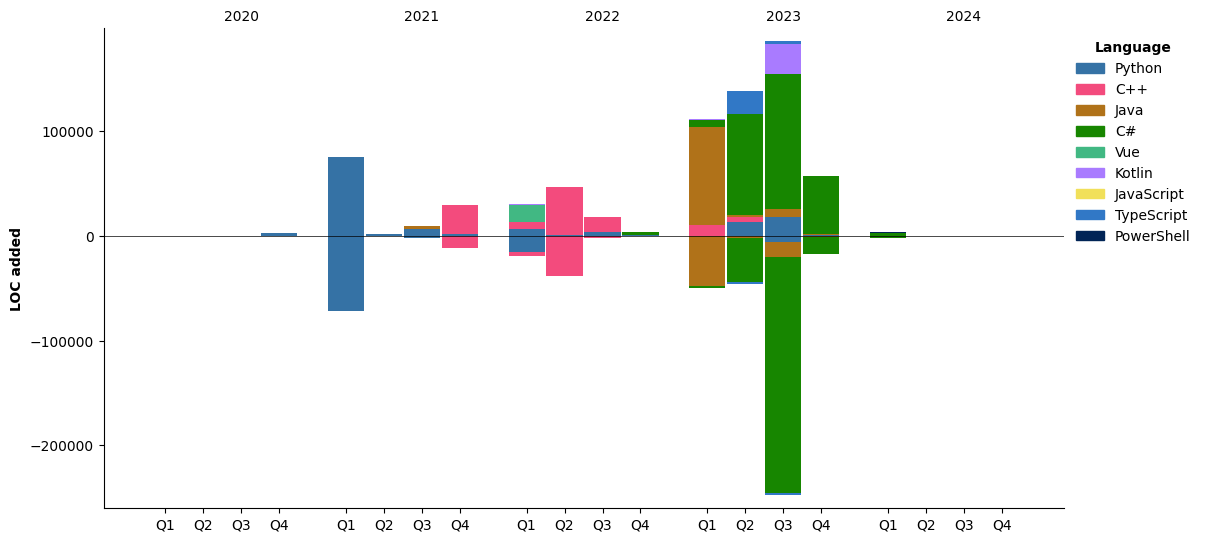 2020 2021 2022 2023 2024
Language
Python
C++
Java
C#
Vue
Kotlin
JavaScript
TypeScript
PowerShell
LOC added
100000
0
−100000
−200000
Q1 Q2 Q3 Q4 Q1 Q2 Q3 Q4 Q1 Q2 Q3 Q4 Q1 Q2 Q3 Q4 Q1 Q2 Q3 Q4